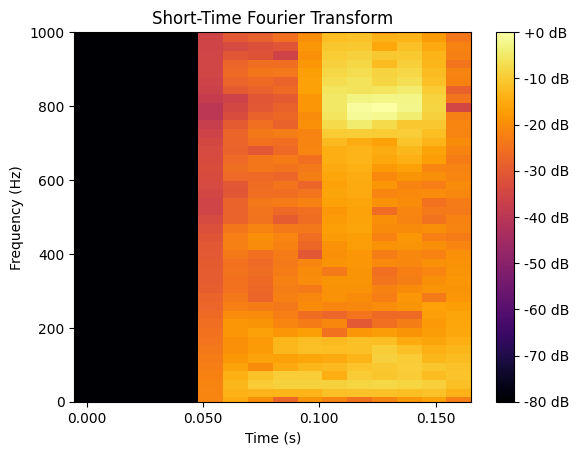 Short-Time Fourier Transform
1000
800
600
400
200
0
Frequency (Hz)
0.000
0.050
0.100
0.150
Time (s)
+0 dB
-10 dB
-20 dB
-30 dB
-40 dB
-50 dB
-60 dB
-70 dB
-80 dB